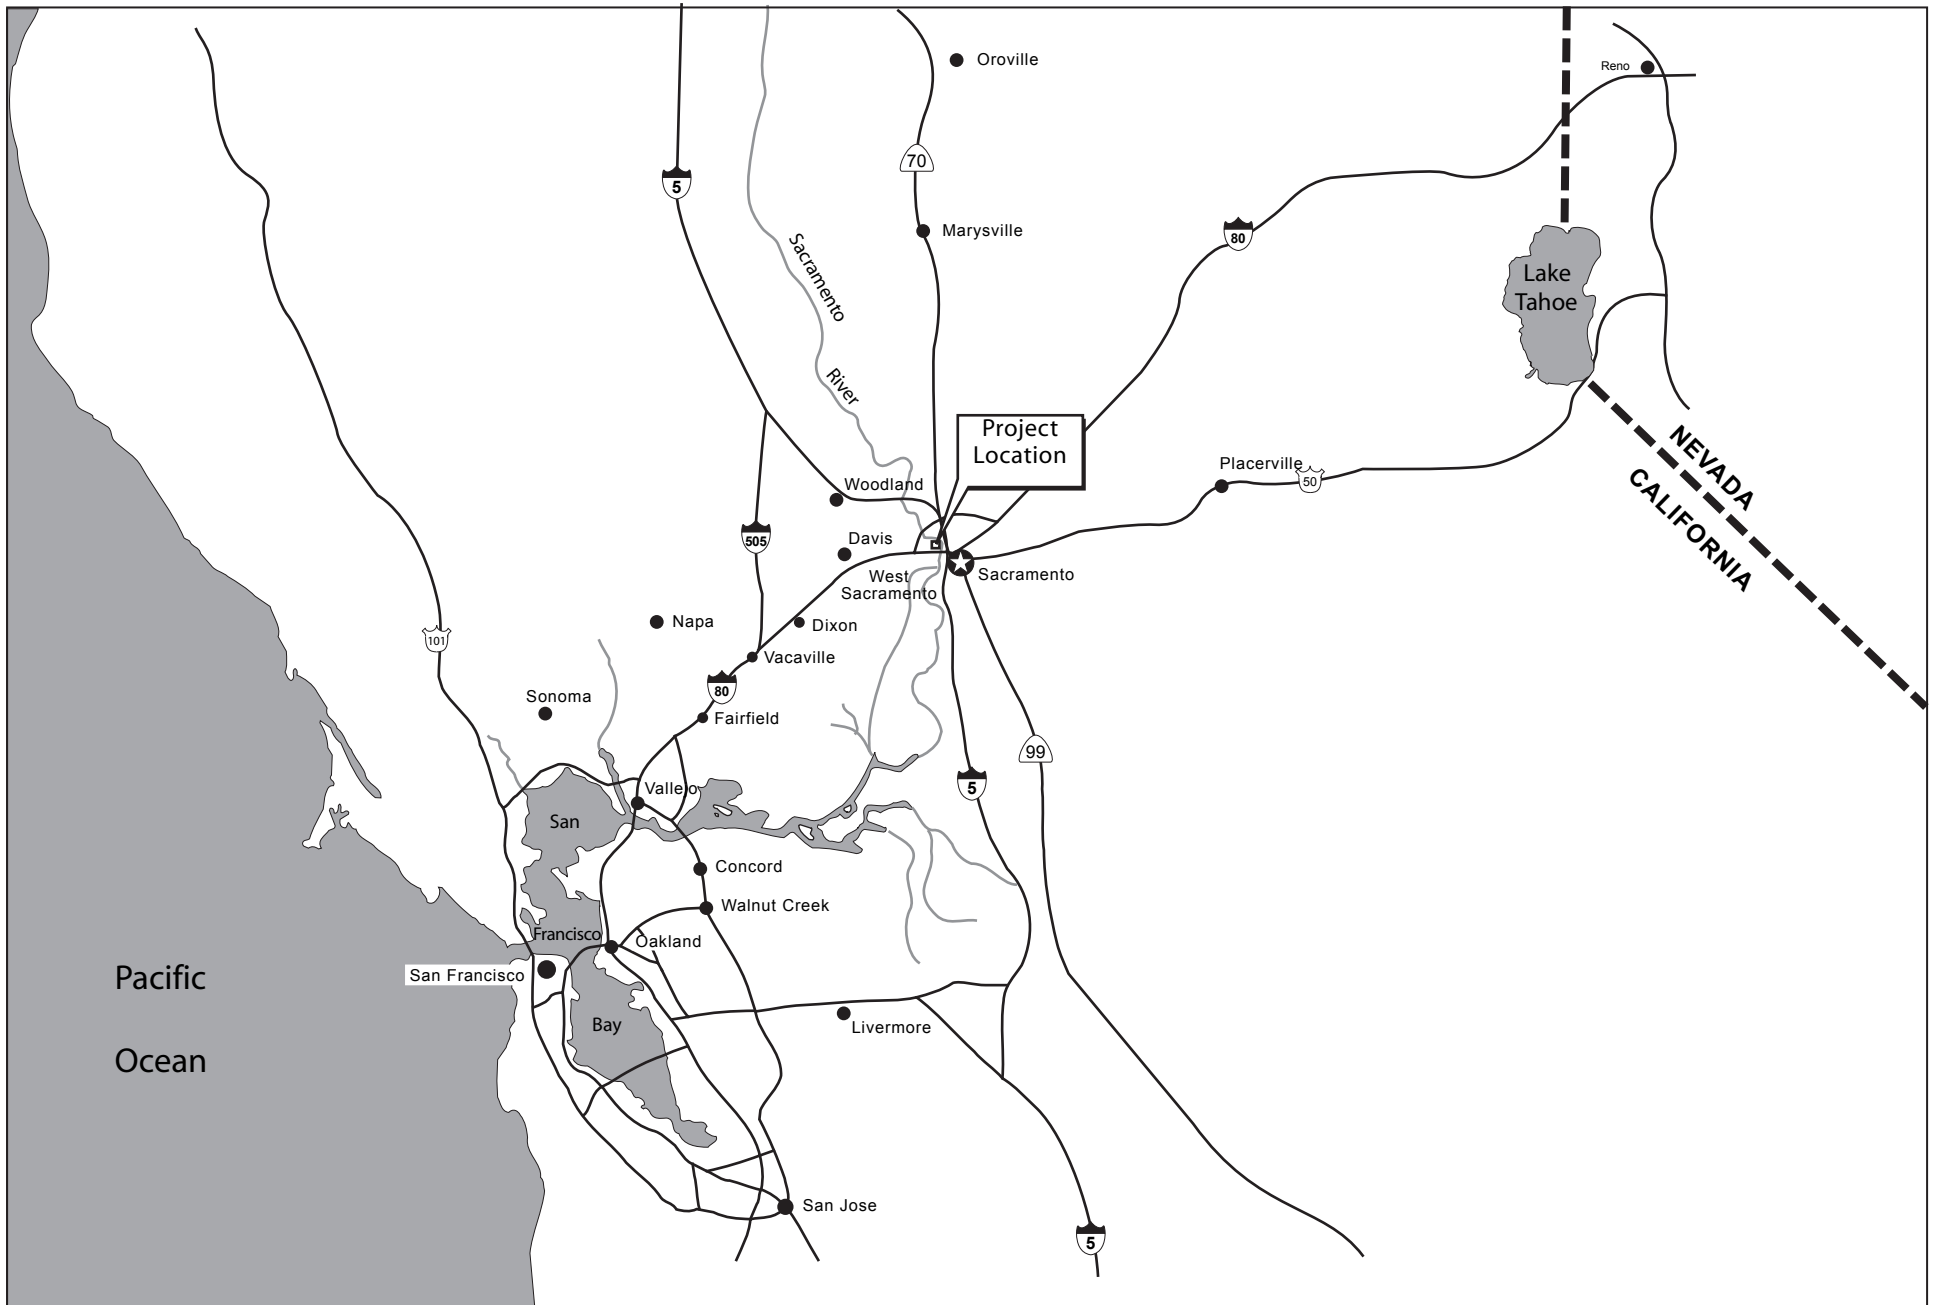 Oroville
Reno
70
5
Marysville
80
Sacramento
River
Lake
Tahoe
Project
Location
NEVADA
CALIFORNIA
Placerville
50
Woodland
505
Davis
West
Sacramento
Sacramento
101
Napa
Dixon
Vacaville
80
Sonoma
Fairfield
99
5
Vallejo
San
Concord
Walnut Creek
Francisco
Oakland
San Francisco
Pacific
Ocean
Bay
Livermore
San Jose
5